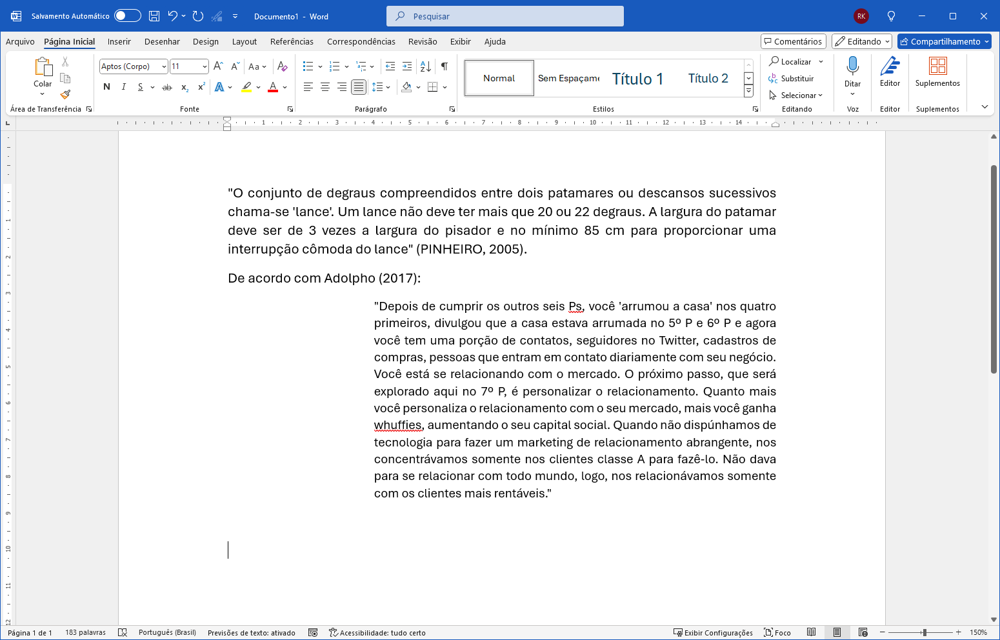 Salvamento Automático
Documento1 - Word
Pesquisar
RK
Arquivo
Página Inicial
Inserir
Desenhar
Design
Layout
Referências
Correspondências
Revisão
Exibir
Ajuda
Comentários
Editando
Compartilhamento
Colar
Área de Transferência
Aptos (Corpo)
11
Aa
N I S ab x₂ x² A A
Fonte
Parágrafo
Normal
Sem Espaçame
Título 1
Título 2
Estilos
Localizar
Substituir
Selecionar
Editando
Ditar
Voz
Editor
Editor
Suplementos
Suplementos
1 2 3 4 5 6 7 8 9 10 11 12 13 14
"O conjunto de degraus compreendidos entre dois patamares ou descansos sucessivos
chama-se 'lance'. Um lance não deve ter mais que 20 ou 22 degraus. A largura do patamar
deve ser de 3 vezes a largura do pisador e no mínimo 85 cm para proporcionar uma
interrupção cômoda do lance" (PINHEIRO, 2005).
De acordo com Adolpho (2017):
"Depois de cumprir os outros seis Ps, você 'arrumou a casa' nos quatro
primeiros, divulgou que a casa estava arrumada no 5º P e 6º P e agora
você tem uma porção de contatos, seguidores no Twitter, cadastros de
compras, pessoas que entram em contato diariamente com seu negócio.
Você está se relacionando com o mercado. O próximo passo, que será
explorado aqui no 7º P, é personalizar o relacionamento. Quanto mais
você personaliza o relacionamento com o seu mercado, mais você ganha
whuffies, aumentando o seu capital social. Quando não dispúnhamos de
tecnologia para fazer um marketing de relacionamento abrangente, nos
concentrávamos somente nos clientes classe A para fazê-lo. Não dava
para se relacionar com todo mundo, logo, nos relacionávamos somente
com os clientes mais rentáveis."
1
2
3
4
5
6
7
8
9
10
11
12
Página 1 de 1
183 palavras
Português (Brasil)
Previsões de texto: ativado
Acessibilidade: tudo certo
Exibir Configurações
Foco
150%